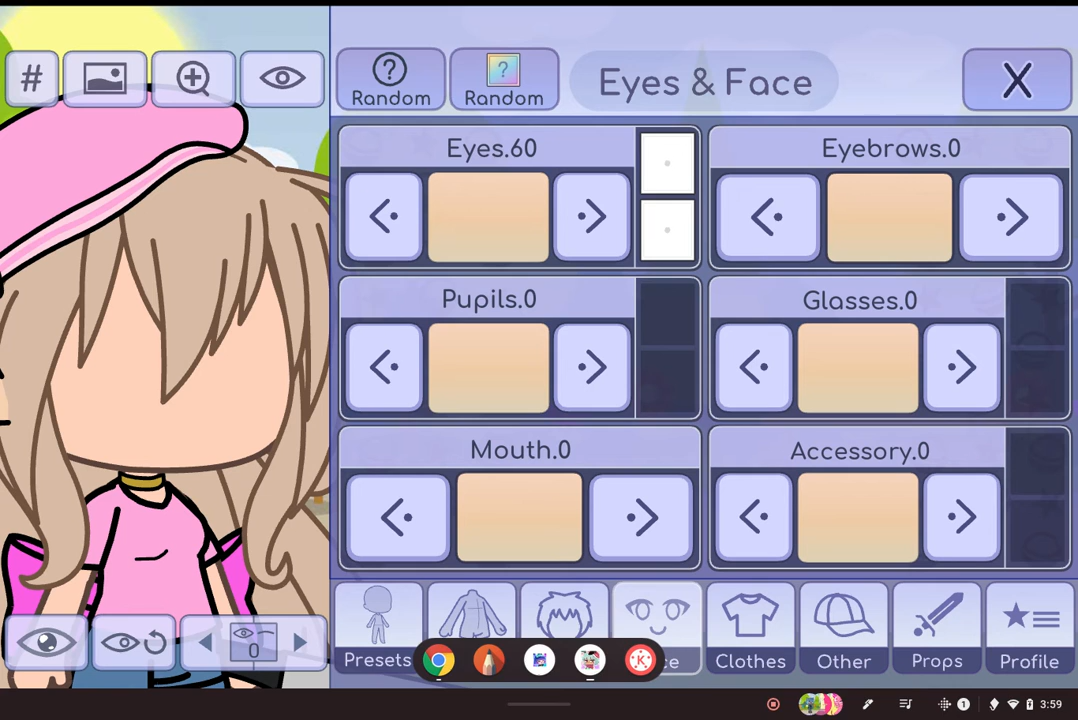 #
Random
Random
Eyes & Face
X
Eyes.60
Eyebrows.0
Pupils.0
Glasses.0
Mouth.0
Accessory.0
0
Presets
ce
Clothes
Other
Props
Profile
K
1
3:59